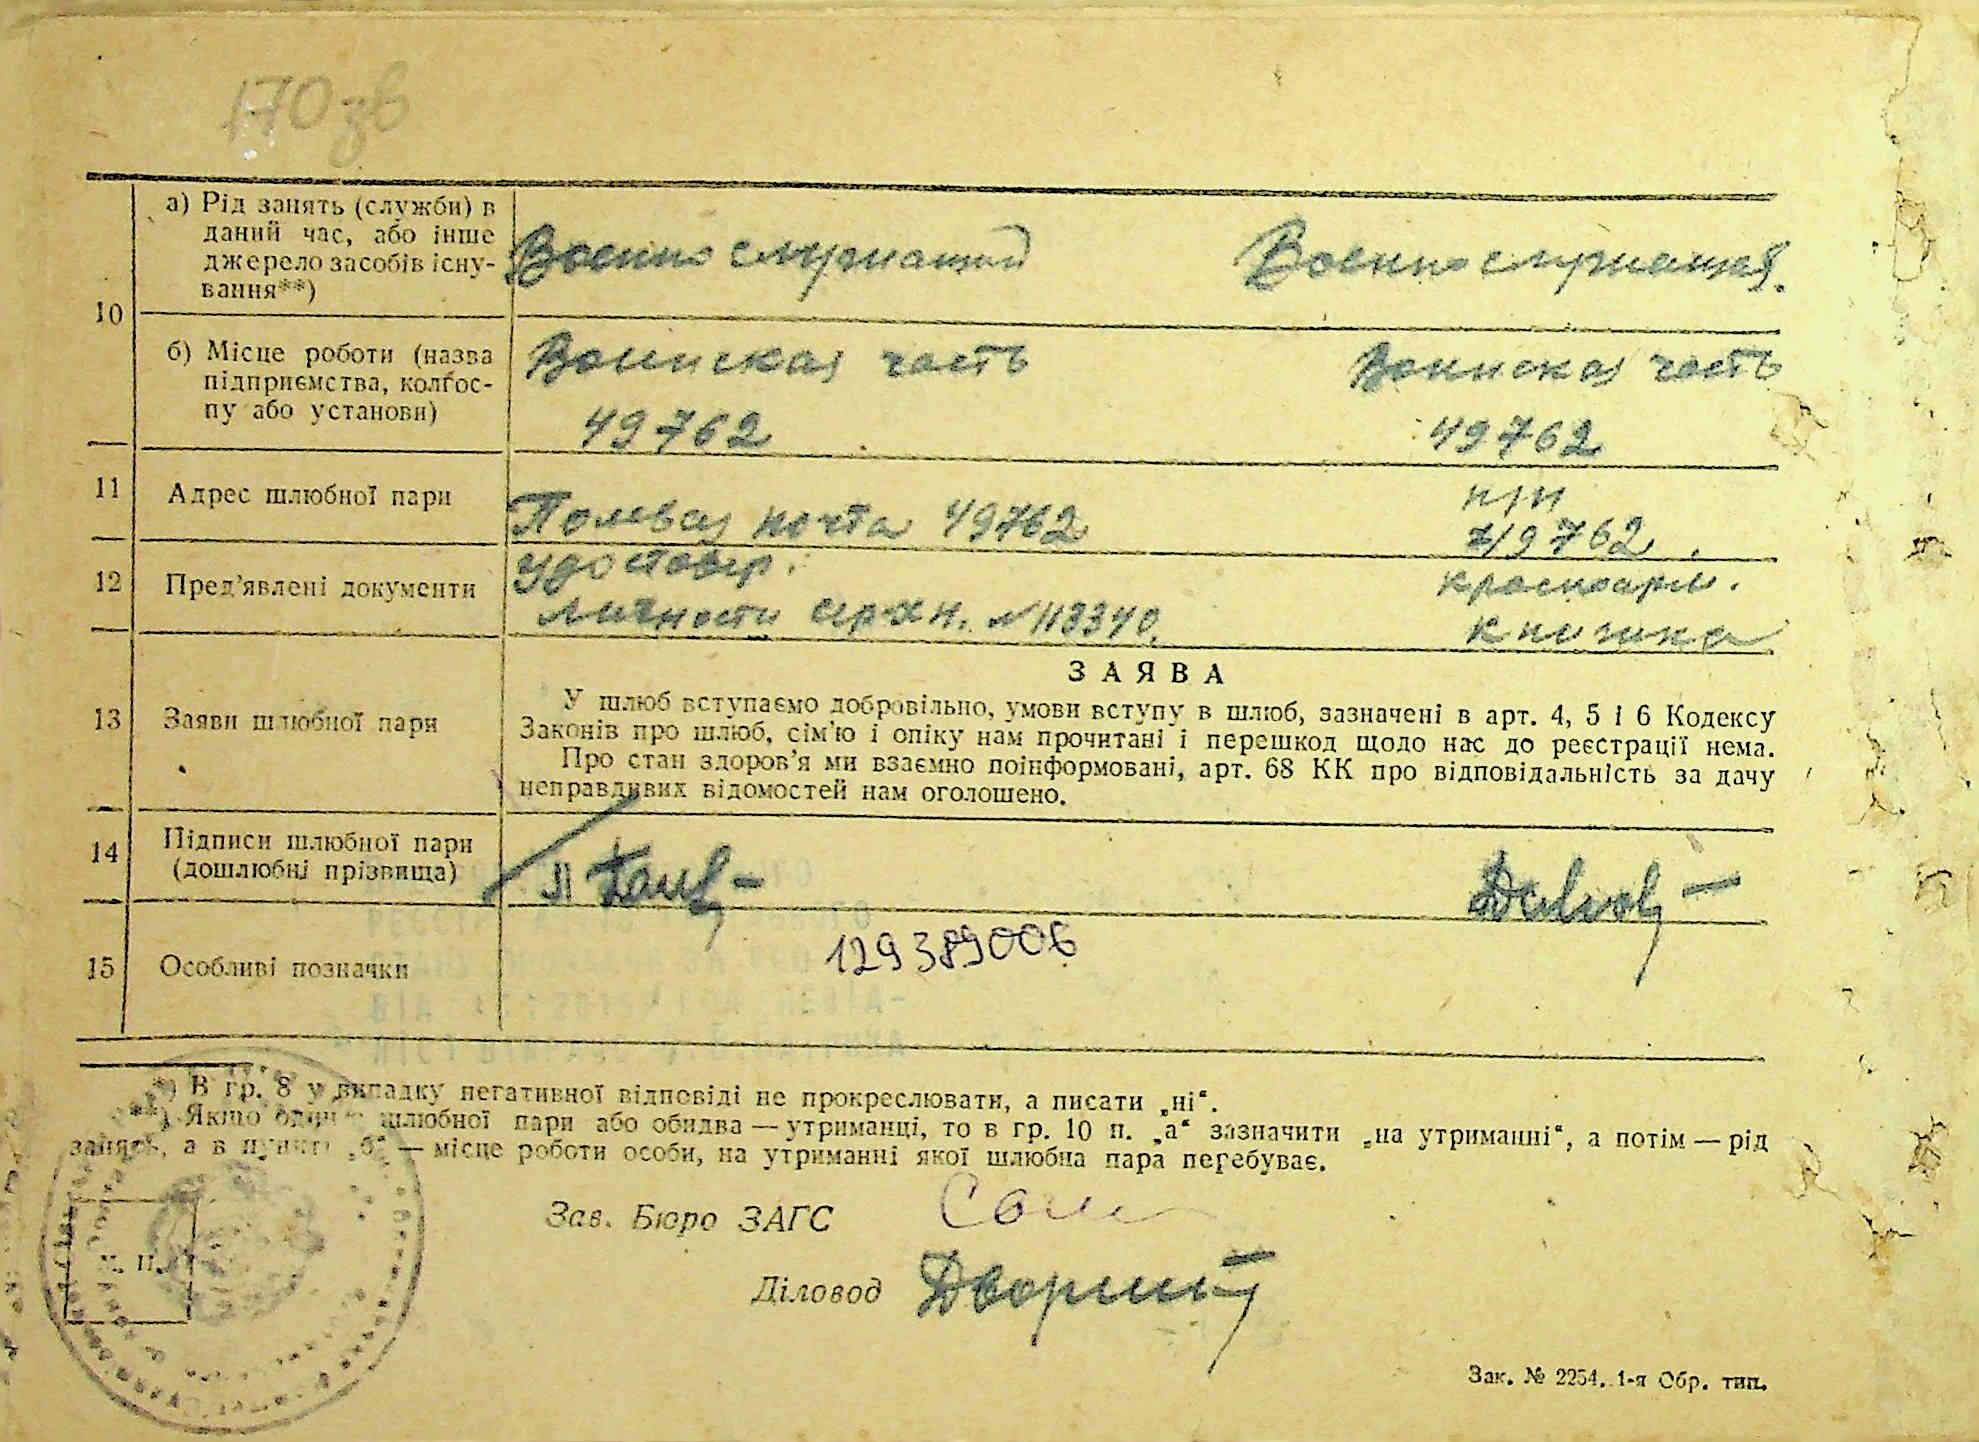 170 зв
а) Рід занять (служби) в
даний час, або інше
джерело засобів існу-
вання**)
Военнослужащий
Военнослужащая.
10
б) Місце роботи (назва
підприємства, колгос-
пу або установи)
Воинская часть
49762
Воинская часть
49762
11
Адрес шлюбної пари
Полевая почта 49762
п/п
49762.
12
Пред'явлені документи
удостовер.
личности серия Н. №113340.
красноарм.
книжка
13
Заяви шлюбної пари
ЗАЯВА
У шлюб вступаємо добровільно, умови вступу в шлюб, зазначені в арт. 4, 5 і 6 Кодексу
Законів про шлюб, сім'ю і опіку нам прочитані і перешкод щодо нас до реєстрації нема.
Про стан здоров'я ми взаємно поінформовані, арт. 68 КК про відповідальність за дачу
неправдивих відомостей нам оголошено.
14
Підписи шлюбної пари
(дошлюбні прізвища)
15
Особливі позначки
129389006
*) В гр. 8 у випадку негативної відповіді не прокреслювати, а писати „ні“.
**) Якщо один із шлюбної пари або обидва — утриманці, то в гр. 10 п. „а“ зазначити „на утриманні“, а потім — рід
занять, а в пункті „б“ — місце роботи особи, на утриманні якої шлюбна пара перебуває.
Зав. Бюро ЗАГС
М. П.
Діловод
Зак. № 2254. 1-я Обр. тип.